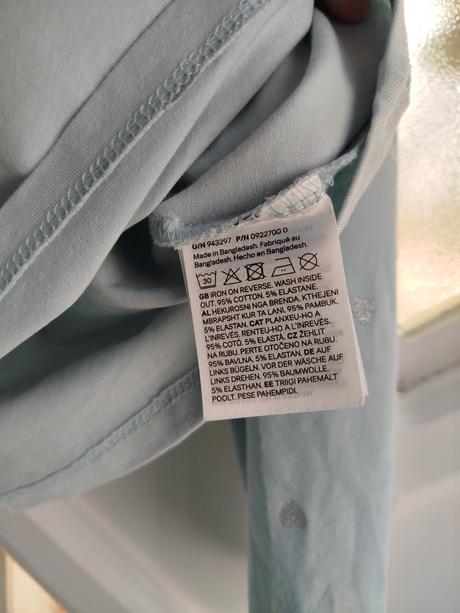 O/N 943297 P/N 0922700 0
Made in Bangladesh. Fabriqué au
Bangladesh. Hecho en Bangladesh.
30
GB IRON ON REVERSE. WASH INSIDE
OUT. 95% COTTON. 5% ELASTANE.
AL HEKUROSNI NGA BRENDA. KTHEJENI
MBRAPSHT KUR TA LANI. 95% PAMBUK.
5% ELASTAN. CAT PLANXEU-HO A
L'INREVÉS. RENTEU-HO A L'INREVÉS.
95% COTÓ. 5% ELASTÀ. CZ ŽEHLIT
NA RUBU. PERTE OTOČENO NA RUBU.
95% BAVLNA. 5% ELASTAN. DE AUF
LINKS BÜGELN. VOR DER WÄSCHE AUF
LINKS DREHEN. 95% BAUMWOLLE.
5% ELASTHAN. EE TRIIGI PAHEMALT
POOLT. PESE PAHEMPIDI.